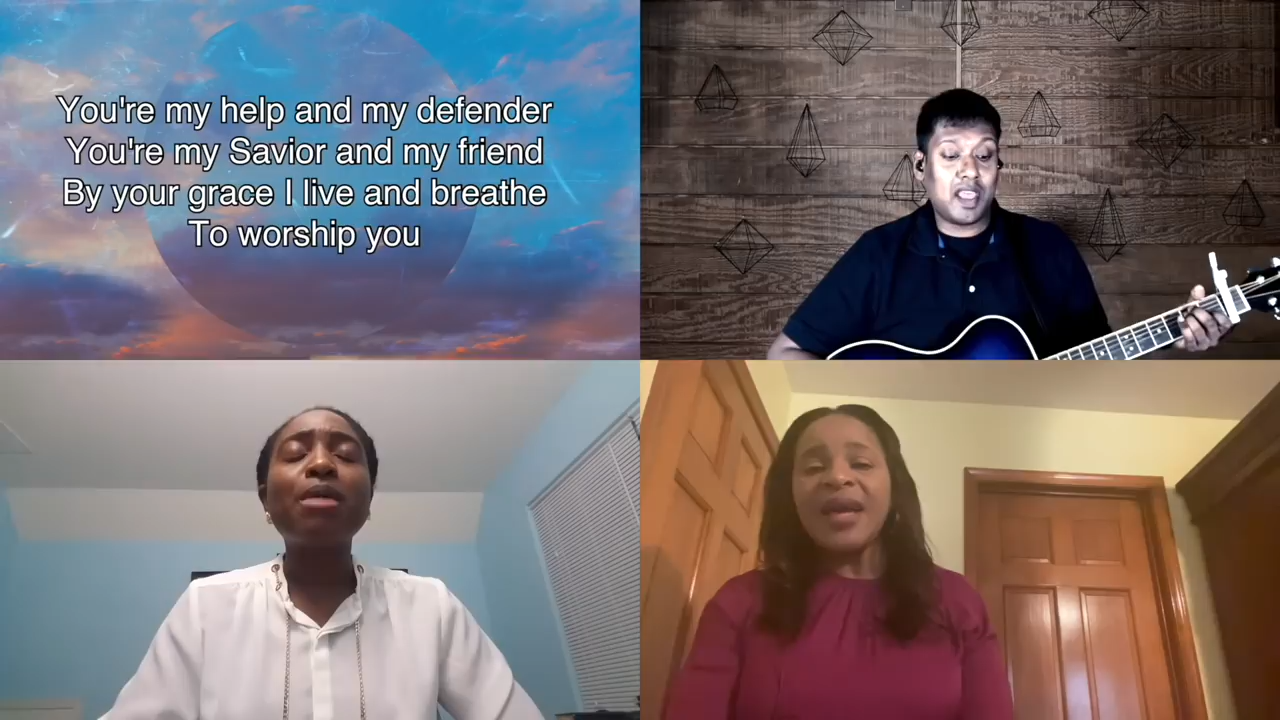 You're my help and my defender
You're my Savior and my friend
By your grace I live and breathe
To worship you